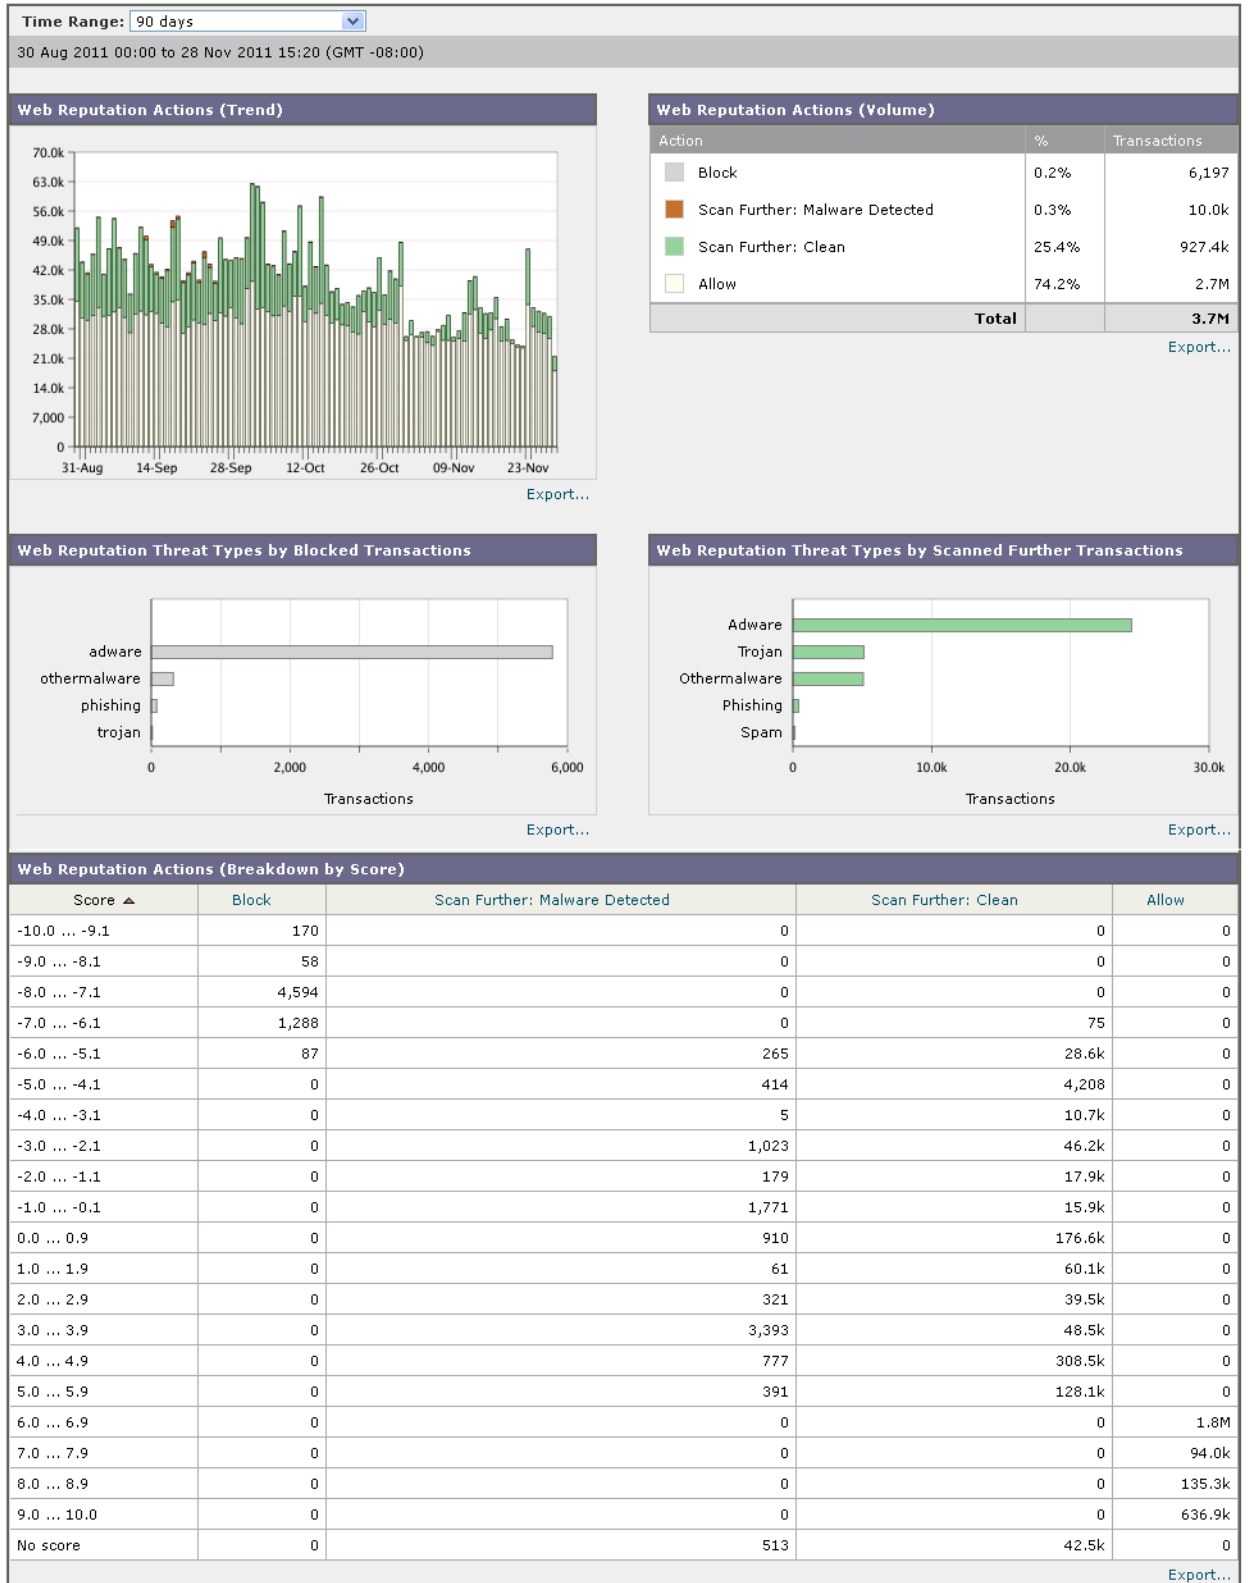 Time Range: 90 days
30 Aug 2011 00:00 to 28 Nov 2011 15:20 (GMT -08:00)
Web Reputation Actions (Trend)
70.0k
63.0k
56.0k
49.0k
42.0k
35.0k
28.0k
21.0k
14.0k
7,000
0
31-Aug 14-Sep 28-Sep 12-Oct 26-Oct 09-Nov 23-Nov
Export...
Web Reputation Actions (Volume)
Action % Transactions
Block 0.2% 6,197
Scan Further: Malware Detected 0.3% 10.0k
Scan Further: Clean 25.4% 927.4k
Allow 74.2% 2.7M
Total 3.7M
Export...
Web Reputation Threat Types by Blocked Transactions
adware
othermalware
phishing
trojan
0 2,000 4,000 6,000
Transactions
Export...
Web Reputation Threat Types by Scanned Further Transactions
Adware
Trojan
Othermalware
Phishing
Spam
0 10.0k 20.0k 30.0k
Transactions
Export...
Web Reputation Actions (Breakdown by Score)
Score Block Scan Further: Malware Detected Scan Further: Clean Allow
-10.0 ... -9.1 170 0 0 0
-9.0 ... -8.1 58 0 0 0
-8.0 ... -7.1 4,594 0 0 0
-7.0 ... -6.1 1,288 0 75 0
-6.0 ... -5.1 87 265 28.6k 0
-5.0 ... -4.1 0 414 4,208 0
-4.0 ... -3.1 0 5 10.7k 0
-3.0 ... -2.1 0 1,023 46.2k 0
-2.0 ... -1.1 0 179 17.9k 0
-1.0 ... -0.1 0 1,771 15.9k 0
0.0 ... 0.9 0 910 176.6k 0
1.0 ... 1.9 0 61 60.1k 0
2.0 ... 2.9 0 321 39.5k 0
3.0 ... 3.9 0 3,393 48.5k 0
4.0 ... 4.9 0 777 308.5k 0
5.0 ... 5.9 0 391 128.1k 0
6.0 ... 6.9 0 0 0 1.8M
7.0 ... 7.9 0 0 0 94.0k
8.0 ... 8.9 0 0 0 135.3k
9.0 ... 10.0 0 0 0 636.9k
No score 0 513 42.5k 0
Export...